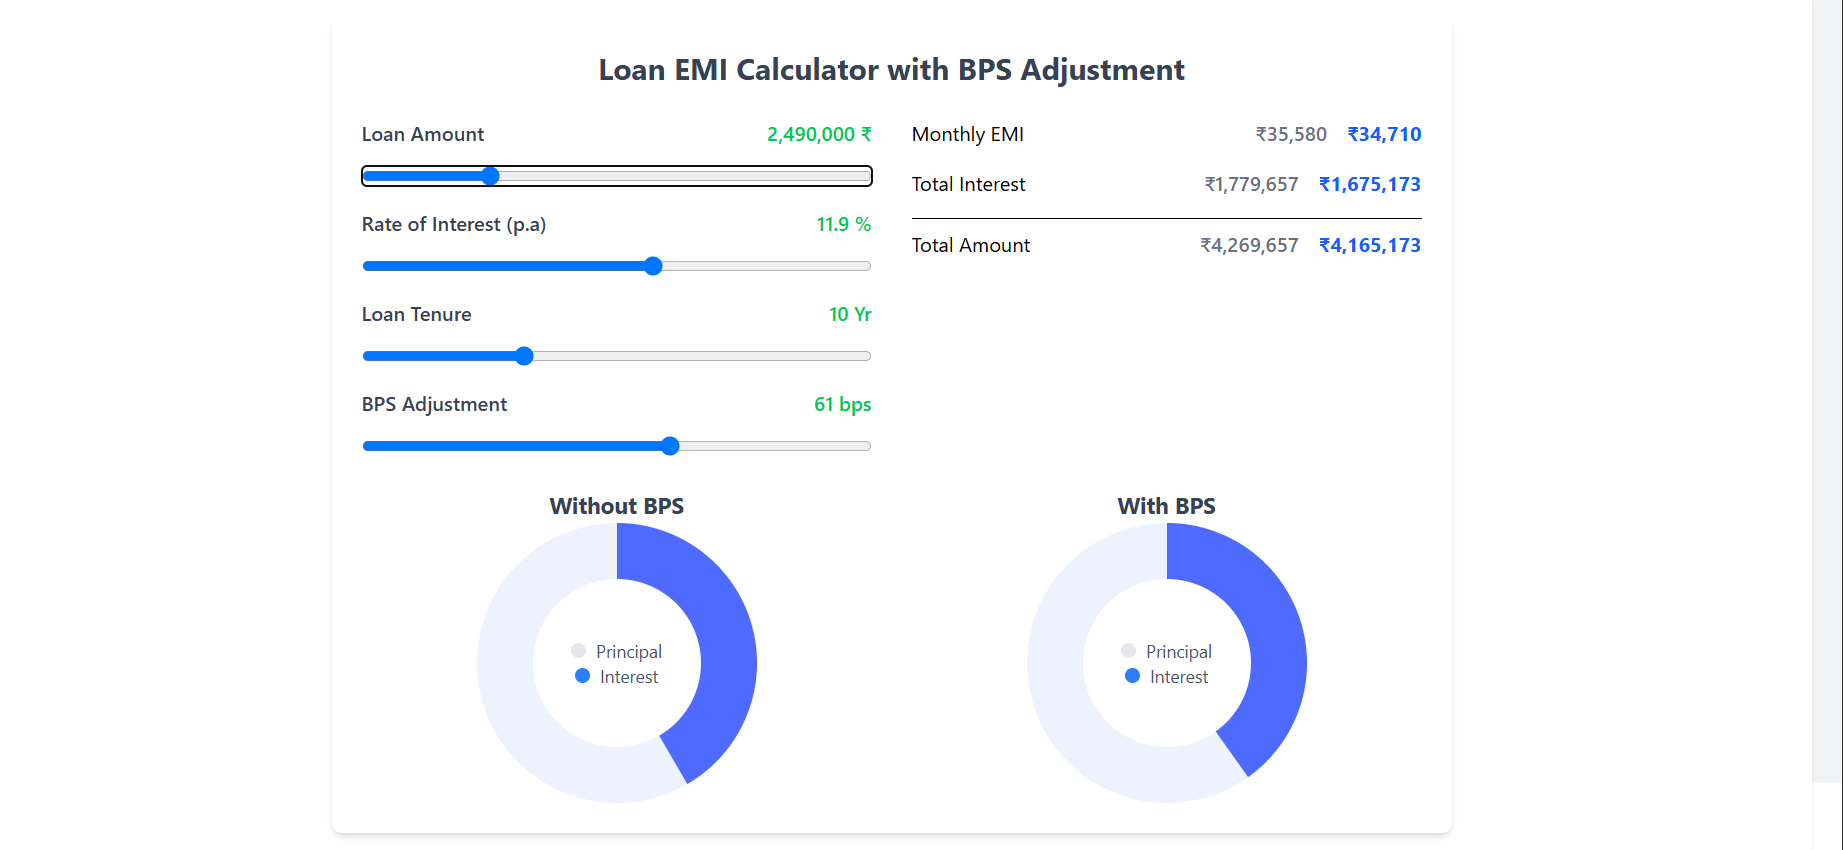 Loan EMI Calculator with BPS Adjustment
Loan Amount 2,490,000 ₹
Rate of Interest (p.a) 11.9 %
Loan Tenure 10 Yr
BPS Adjustment 61 bps
Monthly EMI ₹35,580 ₹34,710
Total Interest ₹1,779,657 ₹1,675,173
Total Amount ₹4,269,657 ₹4,165,173
Without BPS
Principal
Interest
With BPS
Principal
Interest